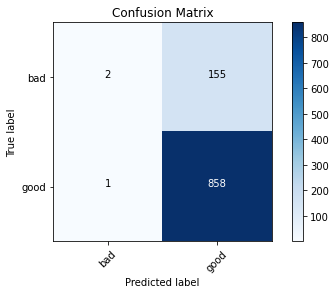 Confusion Matrix
800
700
bad 2 155
600
500
True label
400
300
good 1 858
200
100
bad good
Predicted label